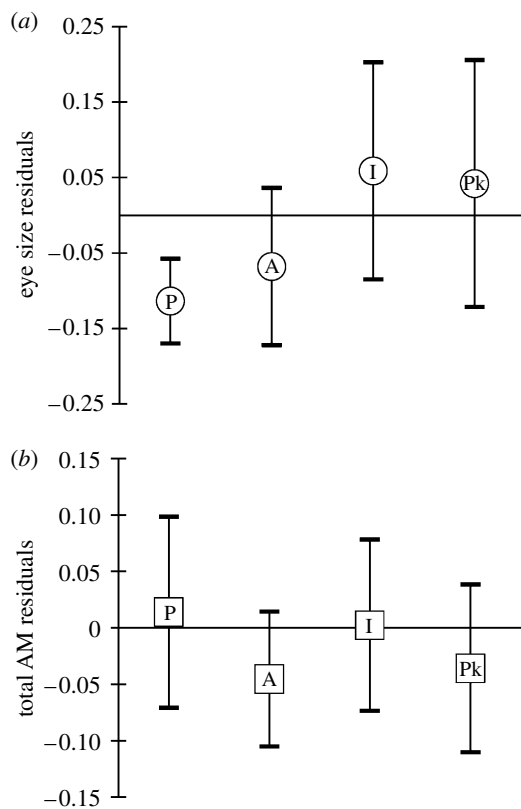 (a)
0.25
0.15
0.05
−0.05
−0.15
−0.25
eye size residuals
P
A
I
Pk
(b)
0.15
0.10
0.05
0
−0.05
−0.10
−0.15
total AM residuals
P
A
I
Pk